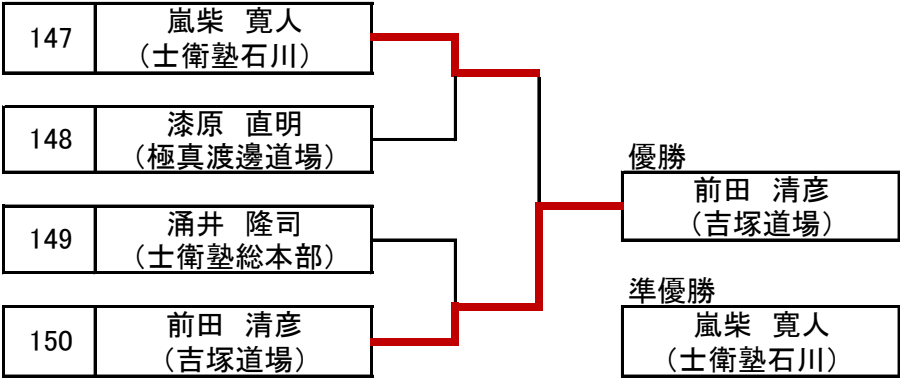 147
嵐柴 寛人
(士衛塾石川)
148
漆原 直明
(極真渡邊道場)
149
涌井 隆司
(士衛塾総本部)
150
前田 清彦
(吉塚道場)
優勝
前田 清彦
(吉塚道場)
準優勝
嵐柴 寛人
(士衛塾石川)